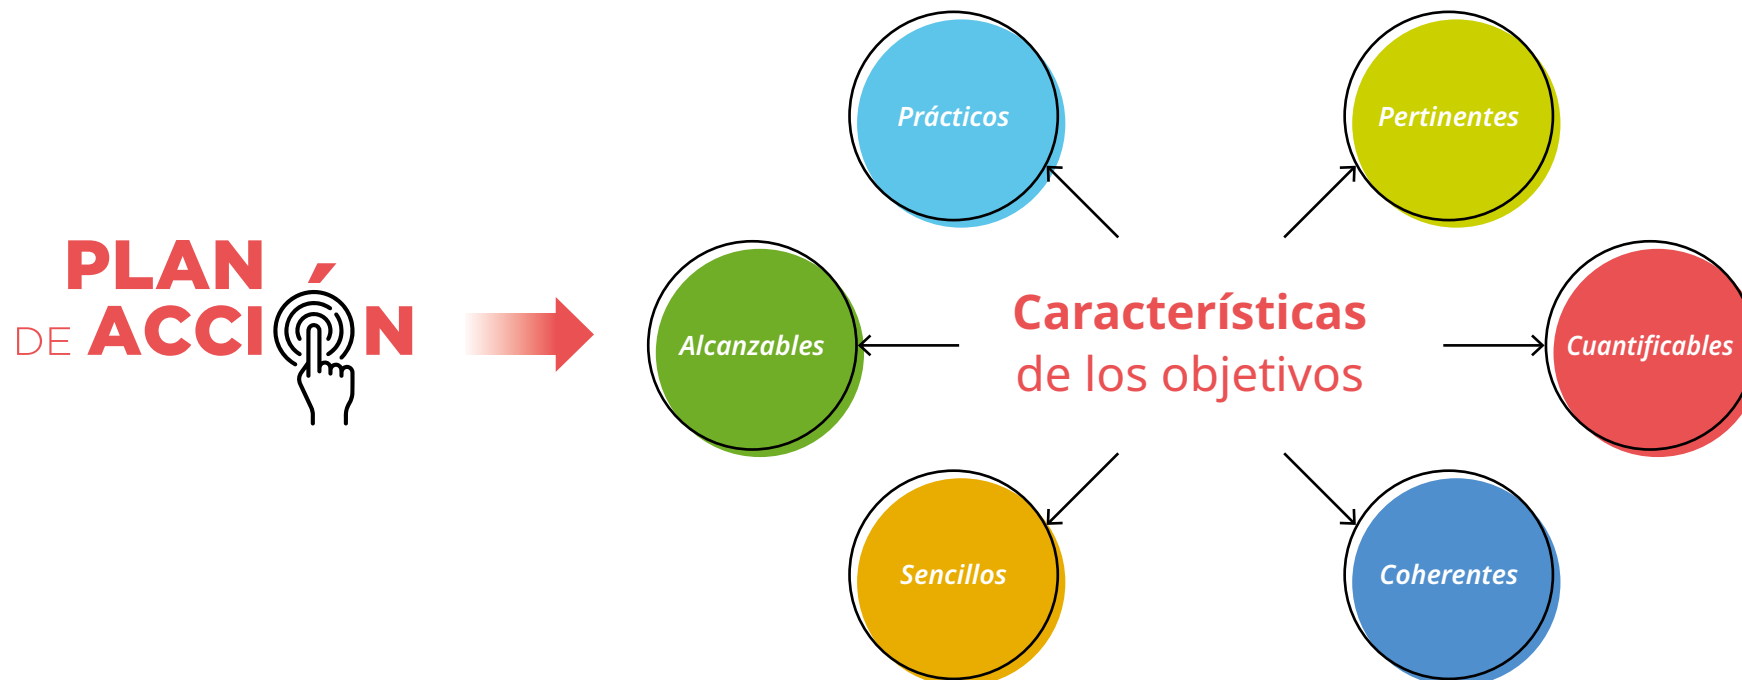 PLAN
DE ACCIÓN
Prácticos
Pertinentes
Alcanzables
Características
de los objetivos
Cuantificables
Sencillos
Coherentes